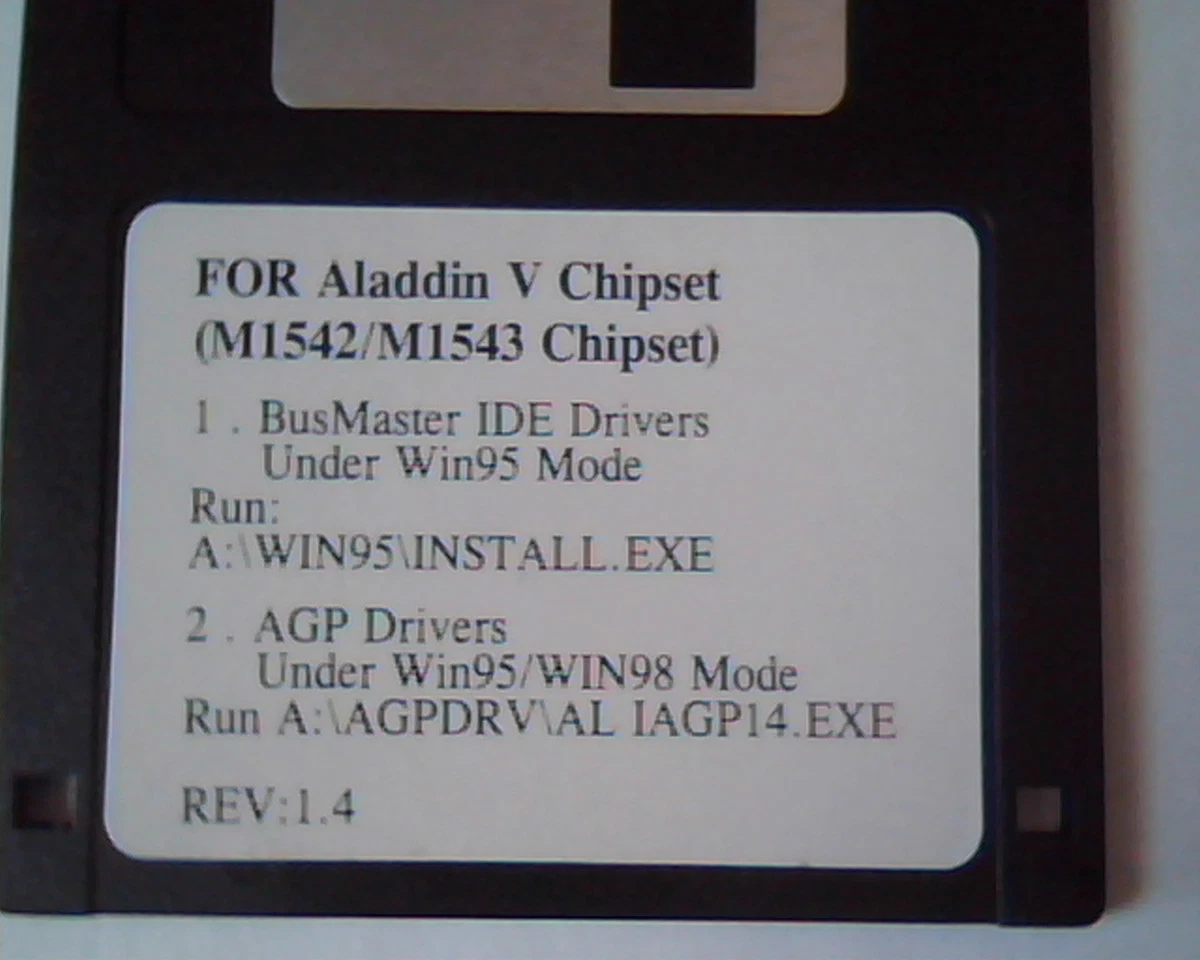 FOR Aladdin V Chipset
(M1542/M1543 Chipset)
1 . BusMaster IDE Drivers
Under Win95 Mode
Run:
A:\WIN95\INSTALL.EXE
2 . AGP Drivers
Under Win95/WIN98 Mode
Run A:\AGPDRV\AL IAGP14.EXE
REV:1.4